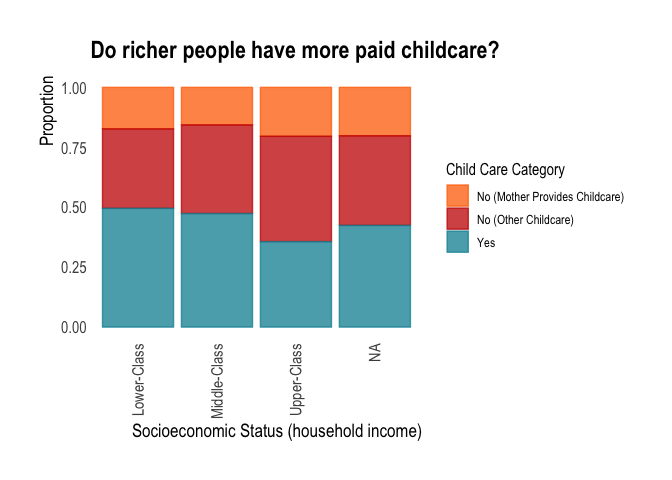 Do richer people have more paid childcare?
Proportion
1.00
0.75
0.50
0.25
0.00
Lower-Class
Middle-Class
Upper-Class
NA
Socioeconomic Status (household income)
Child Care Category
No (Mother Provides Childcare)
No (Other Childcare)
Yes